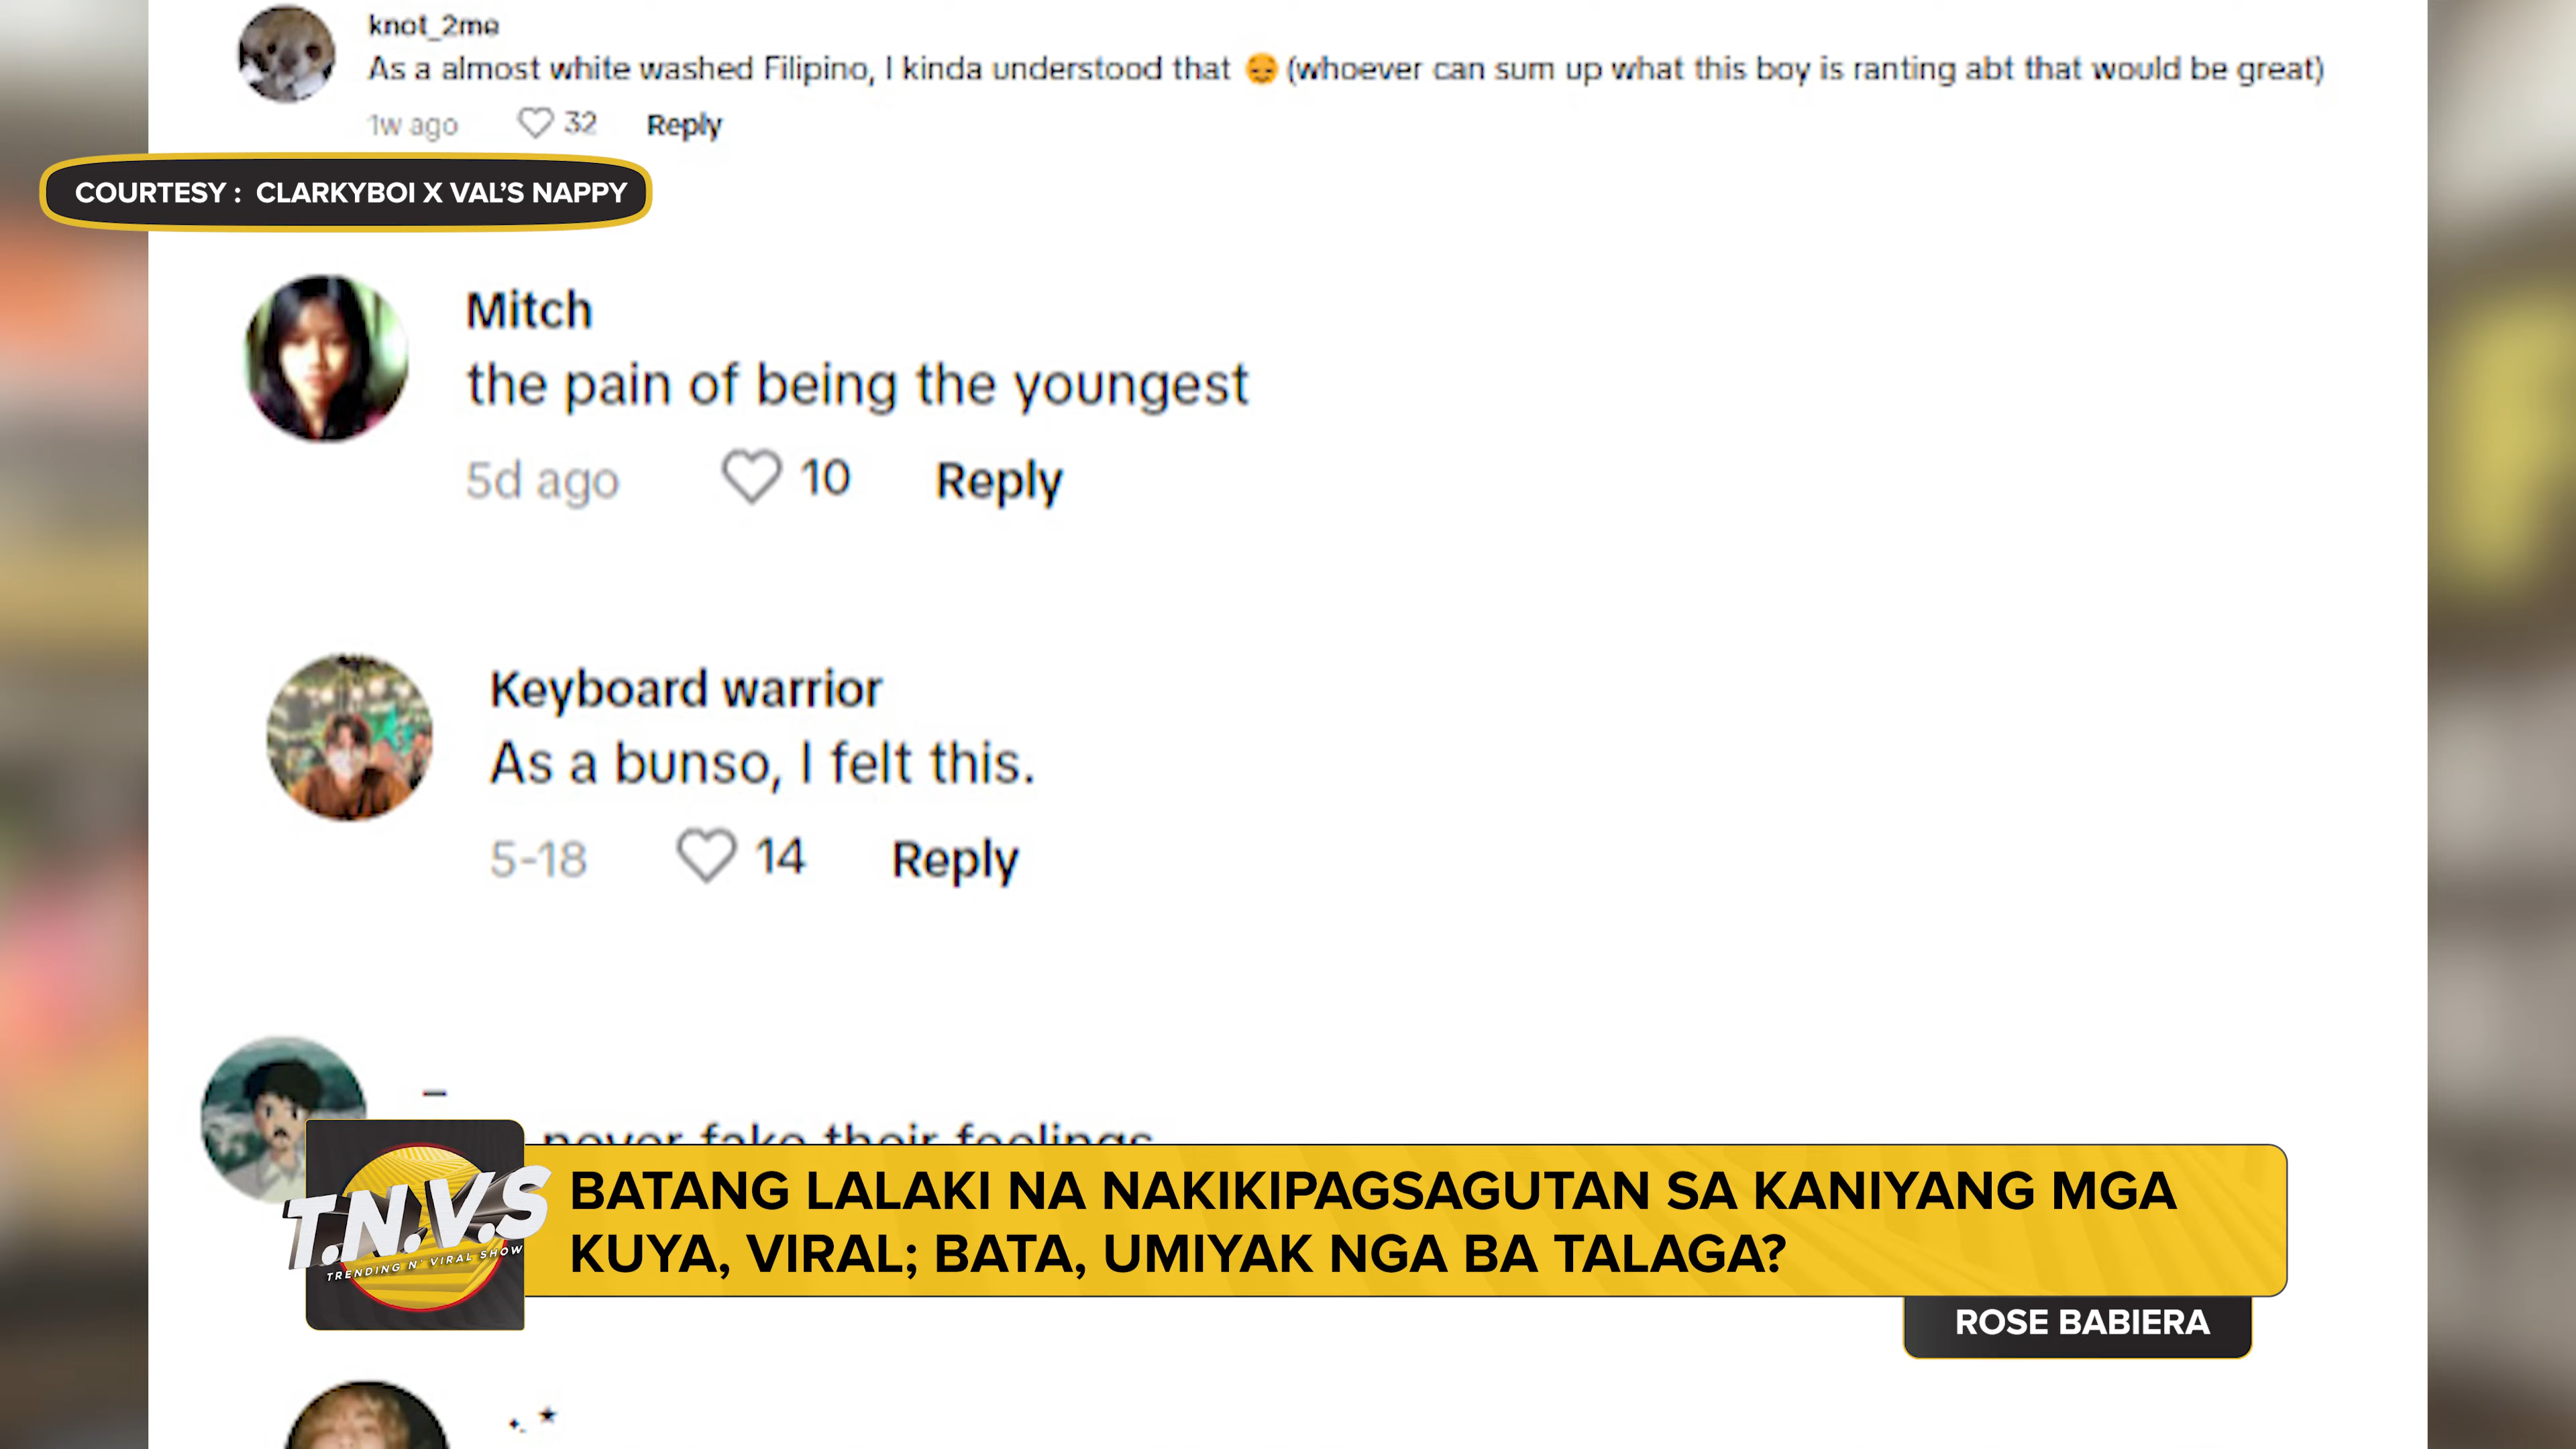 knot_2me
As a almost white washed Filipino, I kinda understood that 😔 (whoever can sum up what this boy is ranting abt that would be great)
1w ago 32 Reply
COURTESY : CLARKYBOI X VAL'S NAPPY
Mitch
the pain of being the youngest
5d ago 10 Reply
Keyboard warrior
As a bunso, I felt this.
5-18 14 Reply
never fake their feelings
T.N.V.S
TRENDING N' VIRAL SHOW
BATANG LALAKI NA NAKIKIPAGSAGUTAN SA KANIYANG MGA
KUYA, VIRAL; BATA, UMIYAK NGA BA TALAGA?
ROSE BABIERA